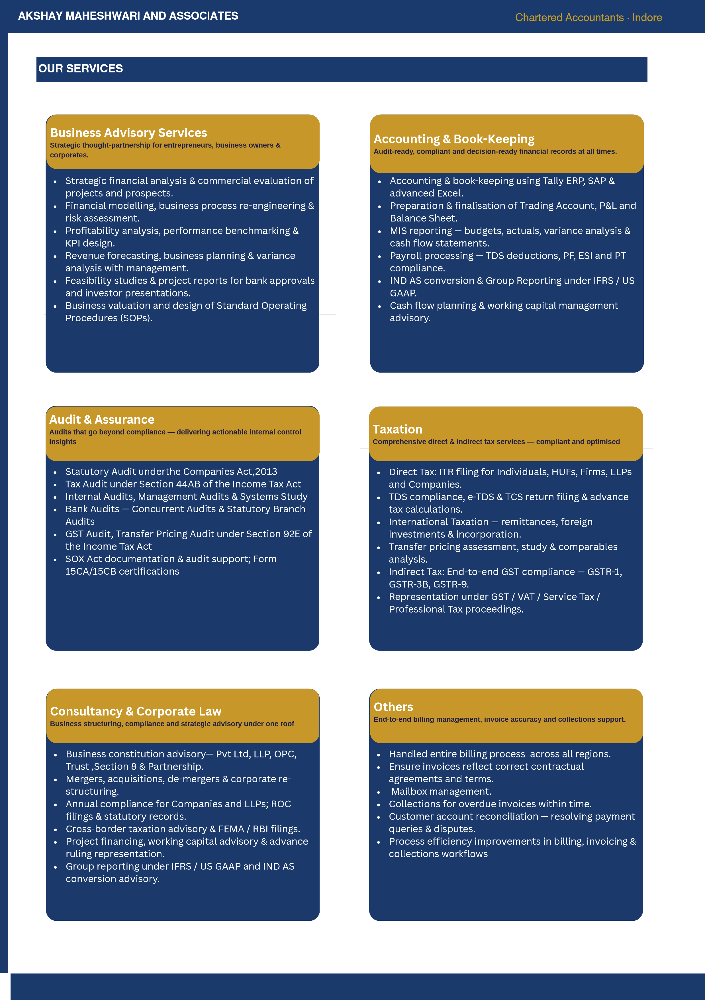 AKSHAY MAHESHWARI AND ASSOCIATES
Chartered Accountants · Indore
OUR SERVICES
Business Advisory Services
Strategic thought-partnership for entrepreneurs, business owners &
corporates.
• Strategic financial analysis & commercial evaluation of
projects and prospects.
• Financial modelling, business process re-engineering &
risk assessment.
• Profitability analysis, performance benchmarking &
KPI design.
• Revenue forecasting, business planning & variance
analysis with management.
• Feasibility studies & project reports for bank approvals
and investor presentations.
• Business valuation and design of Standard Operating
Procedures (SOPs).
Accounting & Book-Keeping
Audit-ready, compliant and decision-ready financial records at all times.
• Accounting & book-keeping using Tally ERP, SAP &
advanced Excel.
• Preparation & finalisation of Trading Account, P&L and
Balance Sheet.
• MIS reporting — budgets, actuals, variance analysis &
cash flow statements.
• Payroll processing — TDS deductions, PF, ESI and PT
compliance.
• IND AS conversion & Group Reporting under IFRS / US
GAAP.
• Cash flow planning & working capital management
advisory.
Audit & Assurance
Audits that go beyond compliance — delivering actionable internal control
insights
• Statutory Audit underthe Companies Act,2013
• Tax Audit under Section 44AB of the Income Tax Act
• Internal Audits, Management Audits & Systems Study
• Bank Audits — Concurrent Audits & Statutory Branch
Audits
• GST Audit, Transfer Pricing Audit under Section 92E of
the Income Tax Act
• SOX Act documentation & audit support; Form
15CA/15CB certifications
Taxation
Comprehensive direct & indirect tax services — compliant and optimised
• Direct Tax: ITR filing for Individuals, HUFs, Firms, LLPs
and Companies.
• TDS compliance, e-TDS & TCS return filing & advance
tax calculations.
• International Taxation — remittances, foreign
investments & incorporation.
• Transfer pricing assessment, study & comparables
analysis.
• Indirect Tax: End-to-end GST compliance — GSTR-1,
GSTR-3B, GSTR-9.
• Representation under GST / VAT / Service Tax /
Professional Tax proceedings.
Consultancy & Corporate Law
Business structuring, compliance and strategic advisory under one roof
• Business constitution advisory— Pvt Ltd, LLP, OPC,
Trust ,Section 8 & Partnership.
• Mergers, acquisitions, de-mergers & corporate re-
structuring.
• Annual compliance for Companies and LLPs; ROC
filings & statutory records.
• Cross-border taxation advisory & FEMA / RBI filings.
• Project financing, working capital advisory & advance
ruling representation.
• Group reporting under IFRS / US GAAP and IND AS
conversion advisory.
Others
End-to-end billing management, invoice accuracy and collections support.
• Handled entire billing process  across all regions.
• Ensure invoices reflect correct contractual
agreements and terms.
•  Mailbox management.
• Collections for overdue invoices within time.
• Customer account reconciliation — resolving payment
queries & disputes.
• Process efficiency improvements in billing, invoicing &
collections workflows